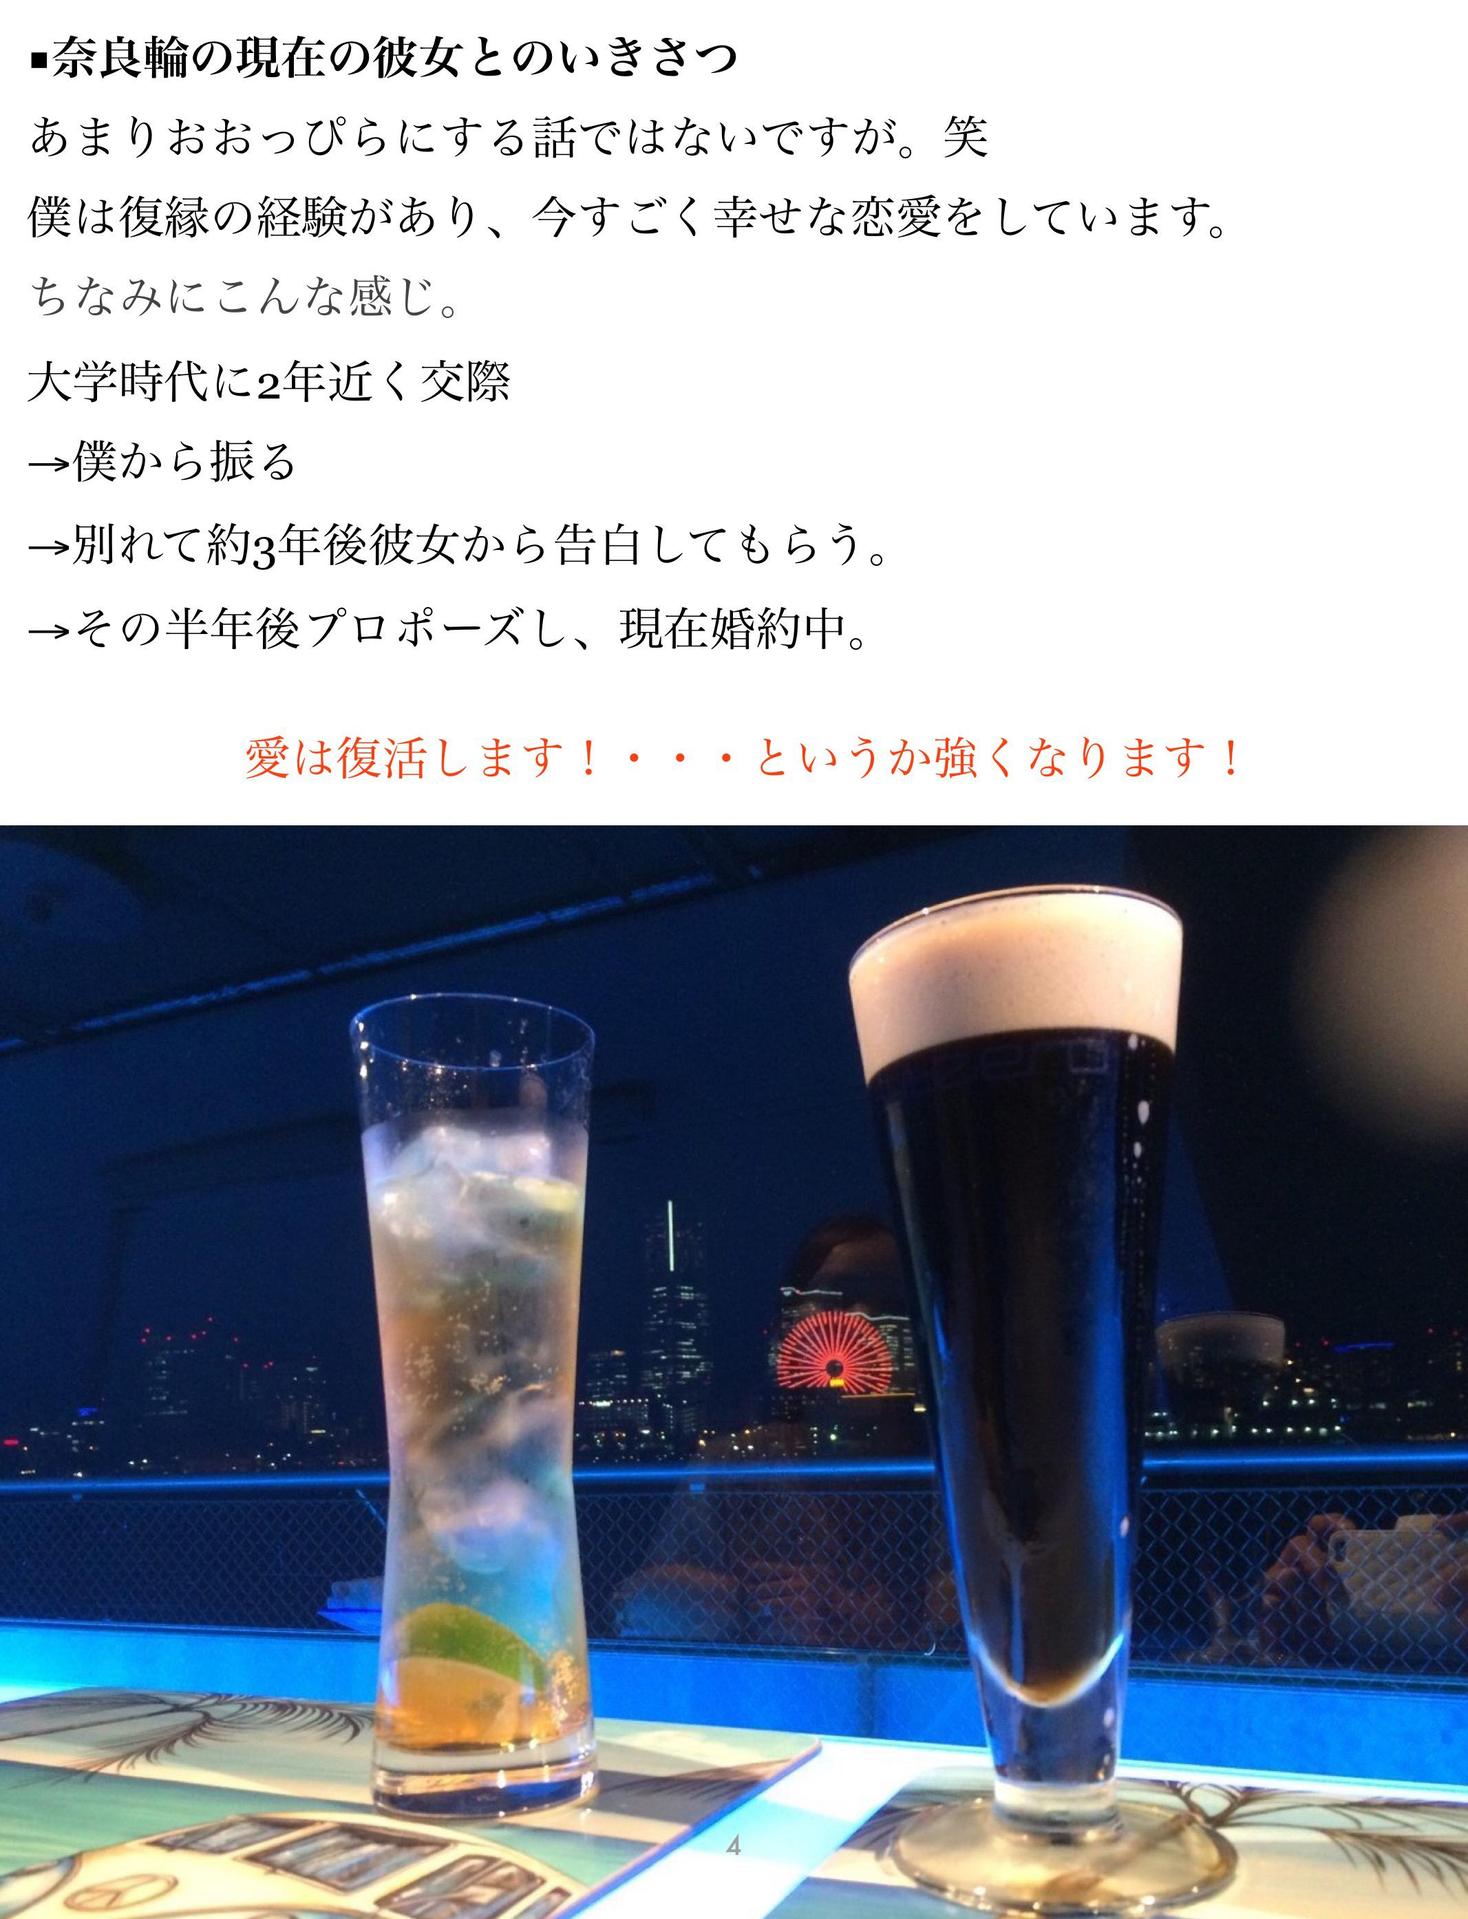 ▪奈良輪の現在の彼女とのいきさつ
あまりおおっぴらにする話ではないですが。笑
僕は復縁の経験があり、今すごく幸せな恋愛をしています。
ちなみにこんな感じ。
大学時代に2年近く交際
→僕から振る
→別れて約3年後彼女から告白してもらう。
→その半年後プロポーズし、現在婚約中。
愛は復活します！・・・というか強くなります！
4